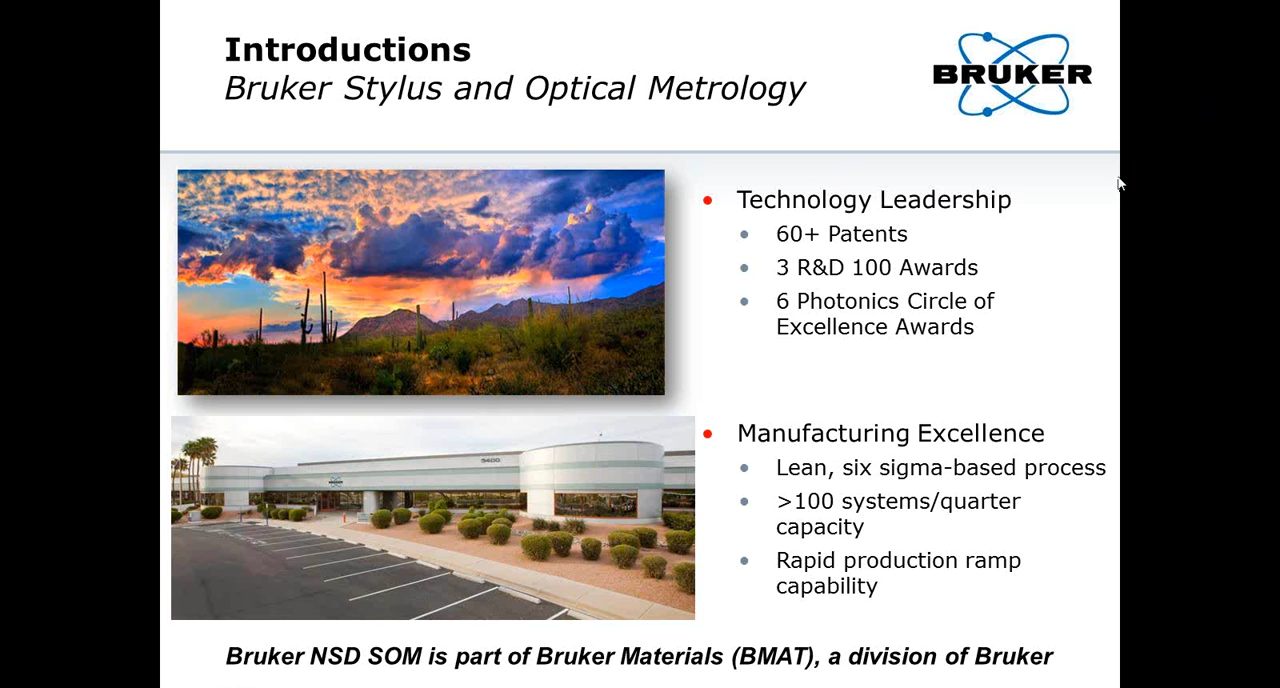 Introductions
Bruker Stylus and Optical Metrology
BRUKER
Technology Leadership
60+ Patents
3 R&D 100 Awards
6 Photonics Circle of
Excellence Awards
5400
Manufacturing Excellence
Lean, six sigma-based process
>100 systems/quarter
capacity
Rapid production ramp
capability
Bruker NSD SOM is part of Bruker Materials (BMAT), a division of Bruker